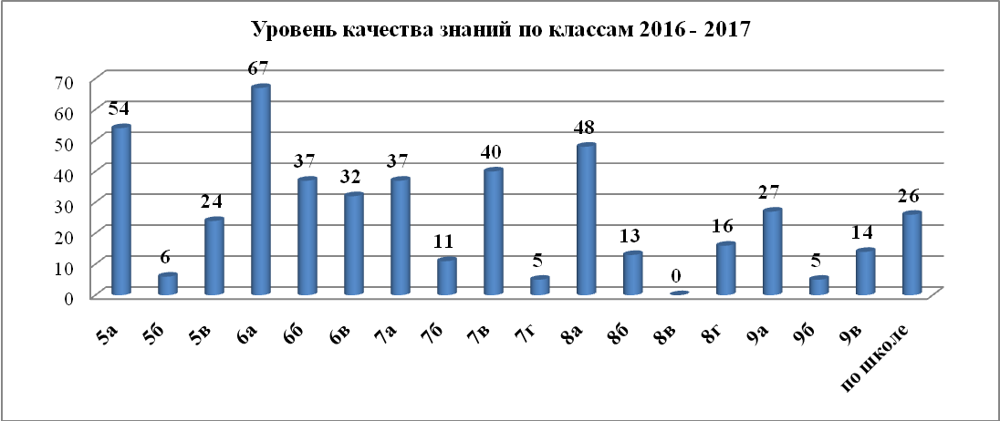 Уровень качества знаний по классам 2016 - 2017
70
60
50
40
30
20
10
0
54
6
24
67
37
32
37
11
40
5
48
13
0
16
27
5
14
26
5а
5б
5в
6а
6б
6в
7а
7б
7в
7г
8а
8б
8в
8г
9а
9б
9в
по школе